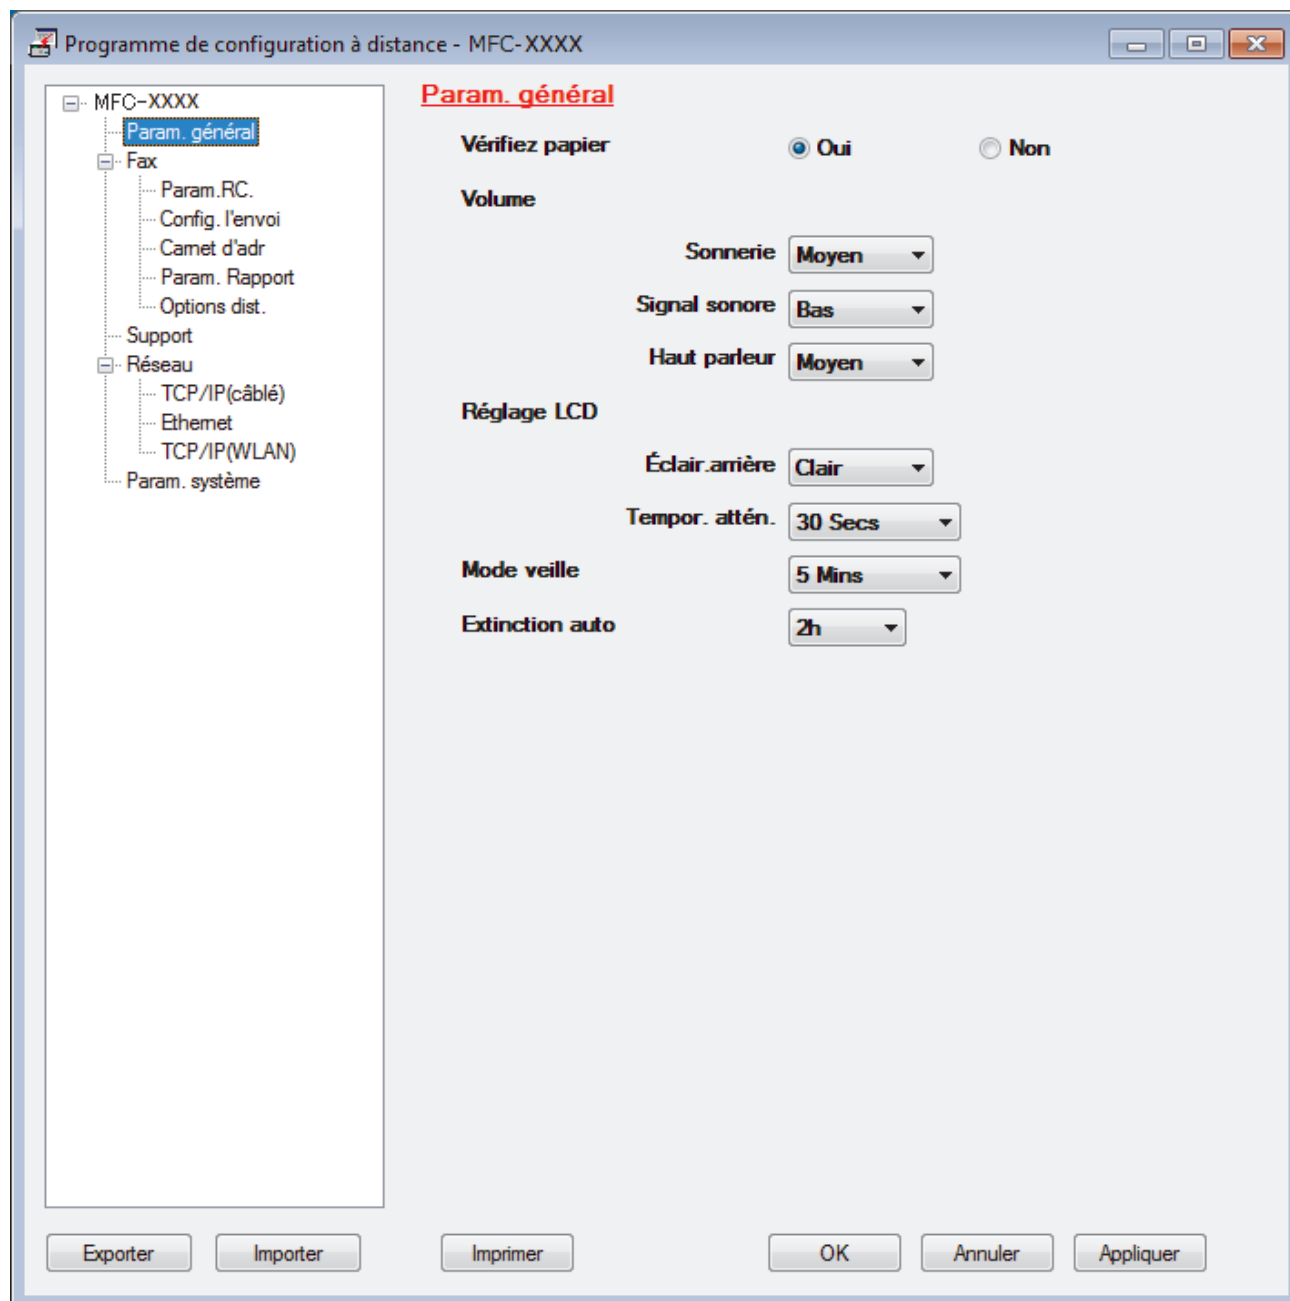 Programme de configuration à distance - MFC-XXXX
MFC-XXXX
Param. général
Fax
Param.RC.
Config. l'envoi
Carnet d'adr
Param. Rapport
Options dist.
Support
Réseau
TCP/IP(câblé)
Ethernet
TCP/IP(WLAN)
Param. système
Param. général
Vérifiez papier Oui Non
Volume
Sonnerie Moyen
Signal sonore Bas
Haut parleur Moyen
Réglage LCD
Éclair.arrière Clair
Tempor. attén. 30 Secs
Mode veille 5 Mins
Extinction auto 2h
Exporter Importer Imprimer OK Annuler Appliquer